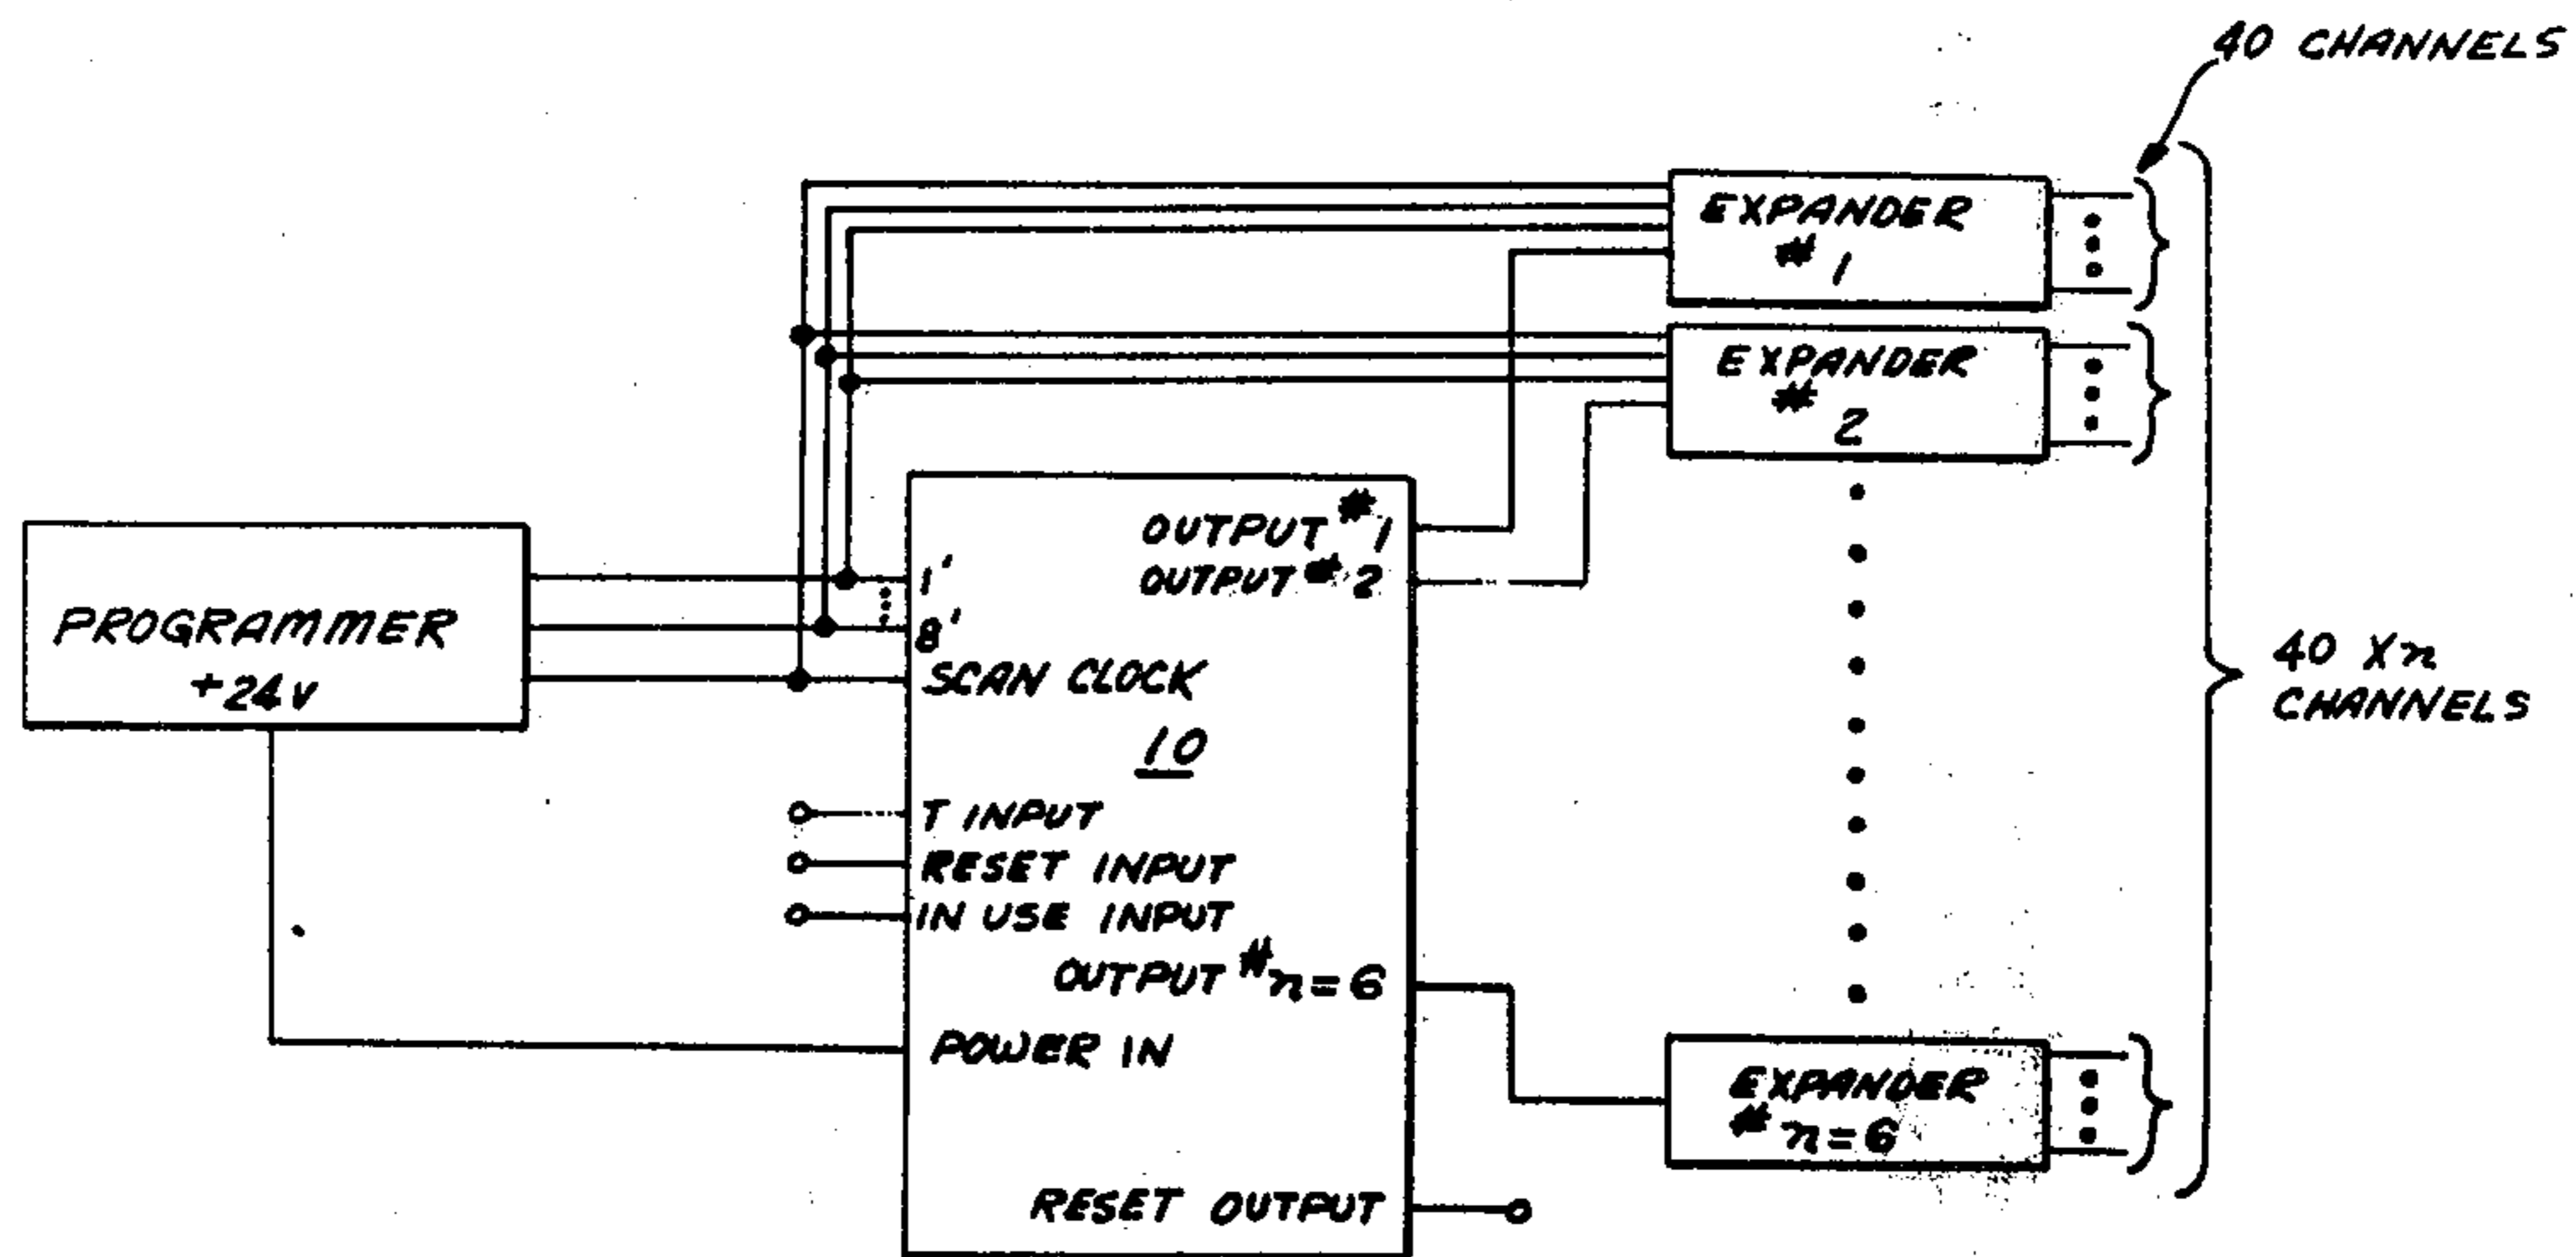 40 CHANNELS
EXPANDER
# 1
EXPANDER
# 2
40 X n
CHANNELS
PROGRAMMER
+24 V
OUTPUT #1
OUTPUT #2
1'
8'
SCAN CLOCK
10
T INPUT
RESET INPUT
IN USE INPUT
OUTPUT #n=6
POWER IN
RESET OUTPUT
EXPANDER
# n=6